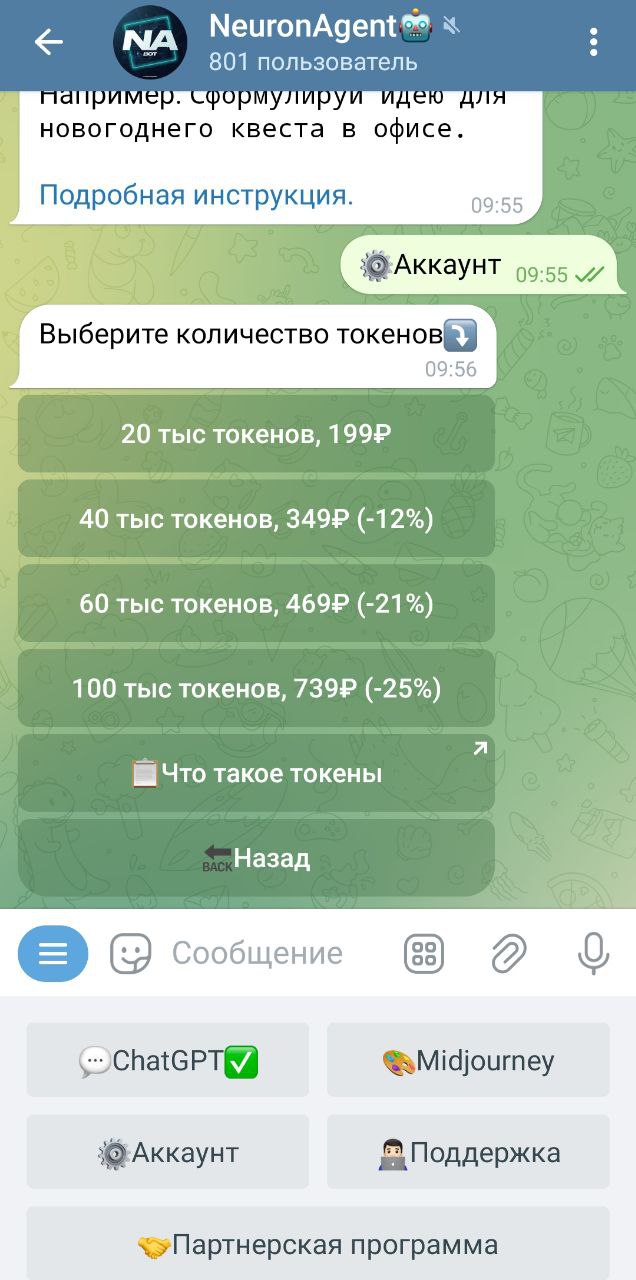 NeuronAgent🤖
801 пользователь
Например: Сформулируй идею для
новогоднего квеста в офисе.
Подробная инструкция.
09:55
⚙️Аккаунт 09:55
Выберите количество токенов⤵️
09:56
20 тыс токенов, 199₽
40 тыс токенов, 349₽ (-12%)
60 тыс токенов, 469₽ (-21%)
100 тыс токенов, 739₽ (-25%)
📋Что такое токены
🔙Назад
Сообщение
💬ChatGPT✅
🎨Midjourney
⚙️Аккаунт
👨🏻‍💻Поддержка
🤝Партнерская программа